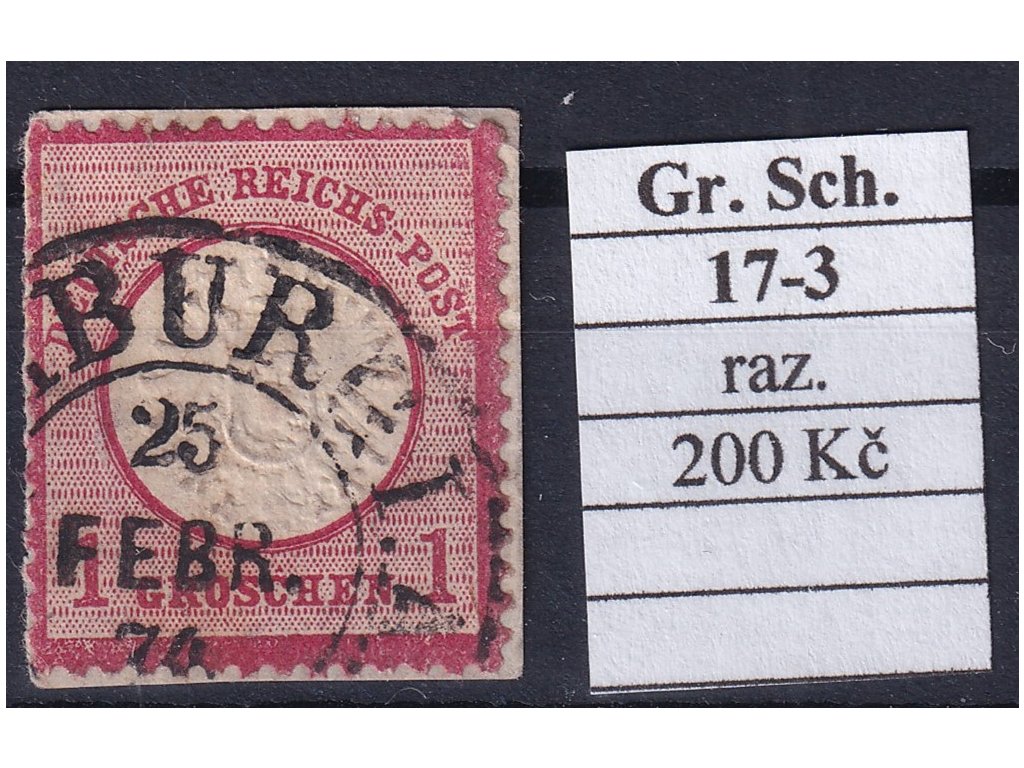 REICHS-POST
BUR
25
FEBR.
74
1 GROSCHEN 1
Gr. Sch.
17-3
raz.
200 Kč